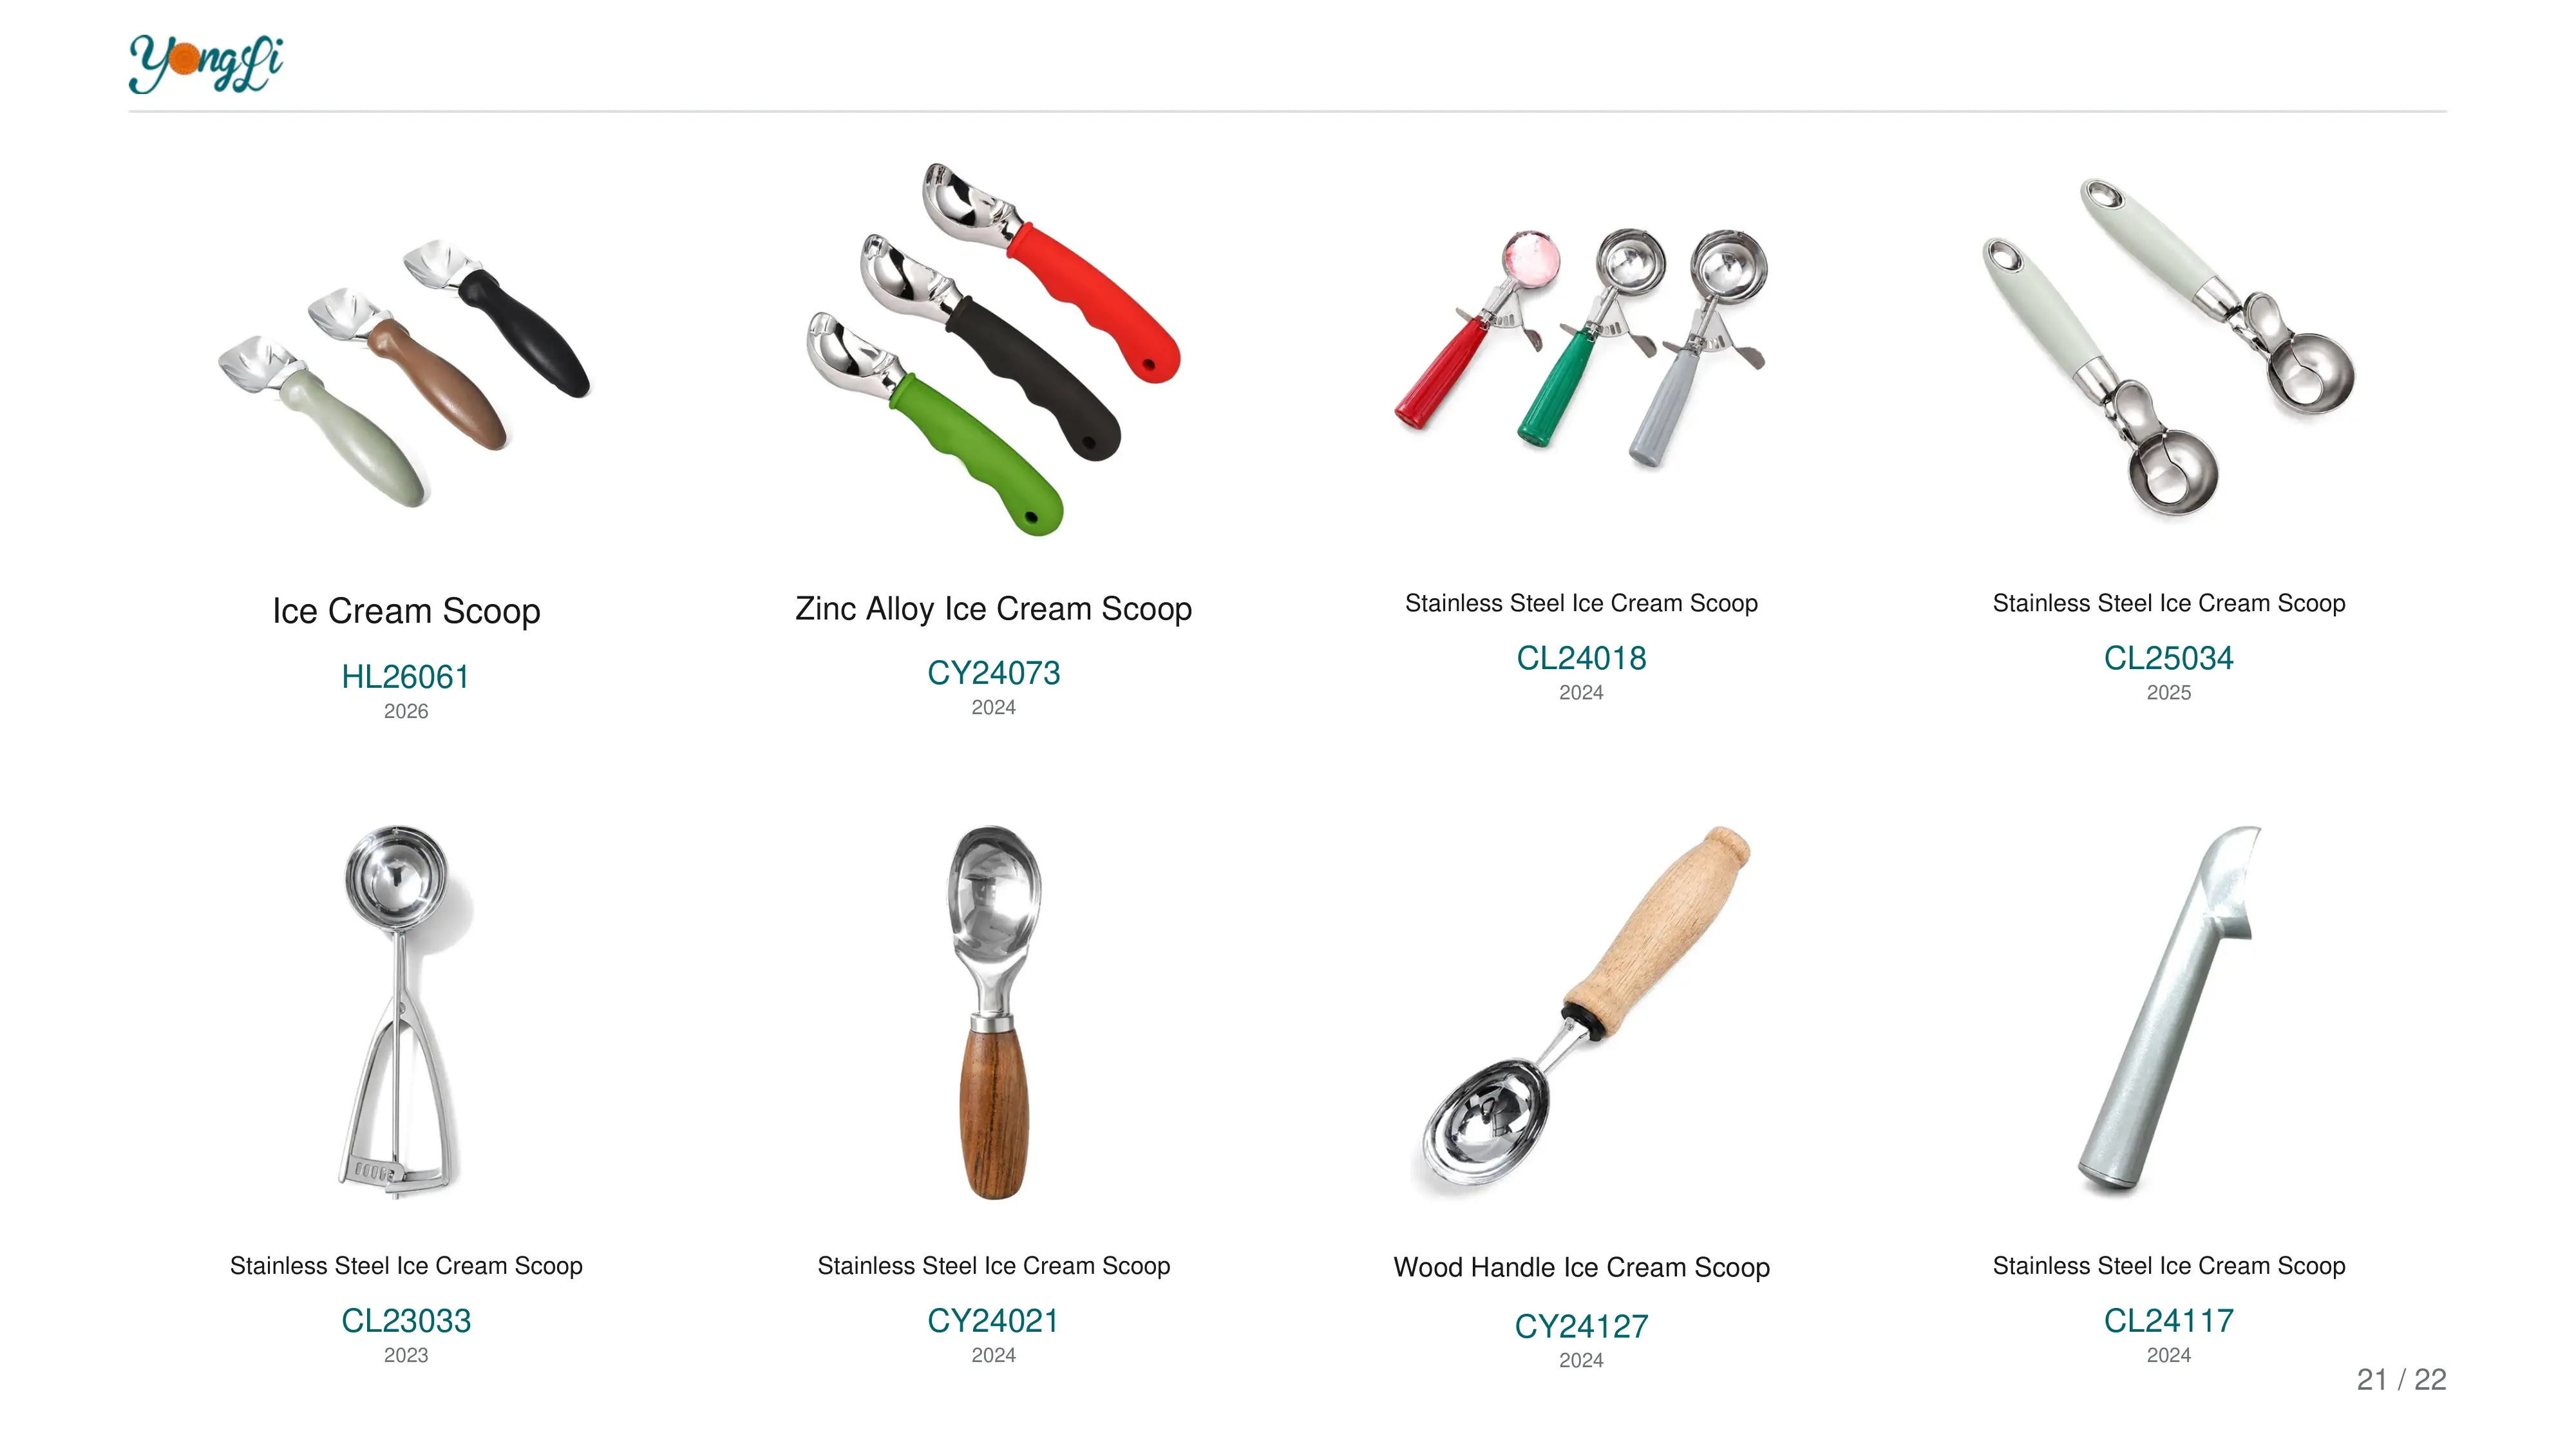 YongLi
Ice Cream Scoop
HL26061
2026
Zinc Alloy Ice Cream Scoop
CY24073
2024
Stainless Steel Ice Cream Scoop
CL24018
2024
Stainless Steel Ice Cream Scoop
CL25034
2025
Stainless Steel Ice Cream Scoop
CL23033
2023
Stainless Steel Ice Cream Scoop
CY24021
2024
Wood Handle Ice Cream Scoop
CY24127
2024
Stainless Steel Ice Cream Scoop
CL24117
2024
21 / 22